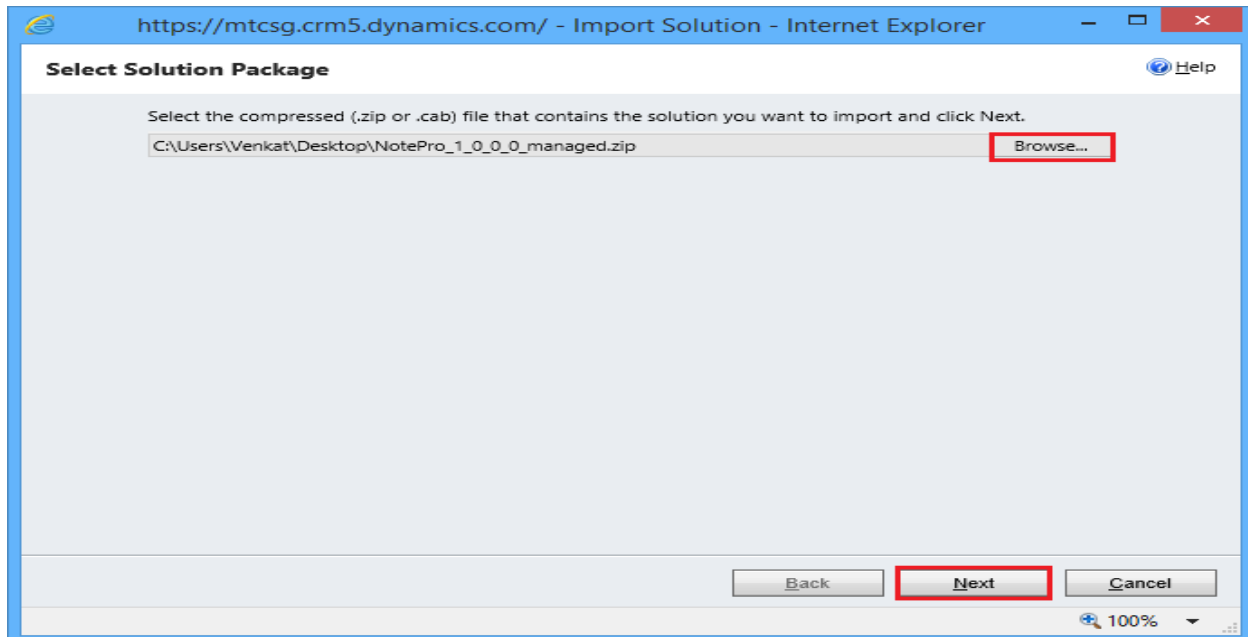 https://mtcsg.crm5.dynamics.com/ - Import Solution - Internet Explorer
Select Solution Package
Help
Select the compressed (.zip or .cab) file that contains the solution you want to import and click Next.
C:\Users\Venkat\Desktop\NotePro_1_0_0_0_managed.zip
Browse...
Back
Next
Cancel
100%